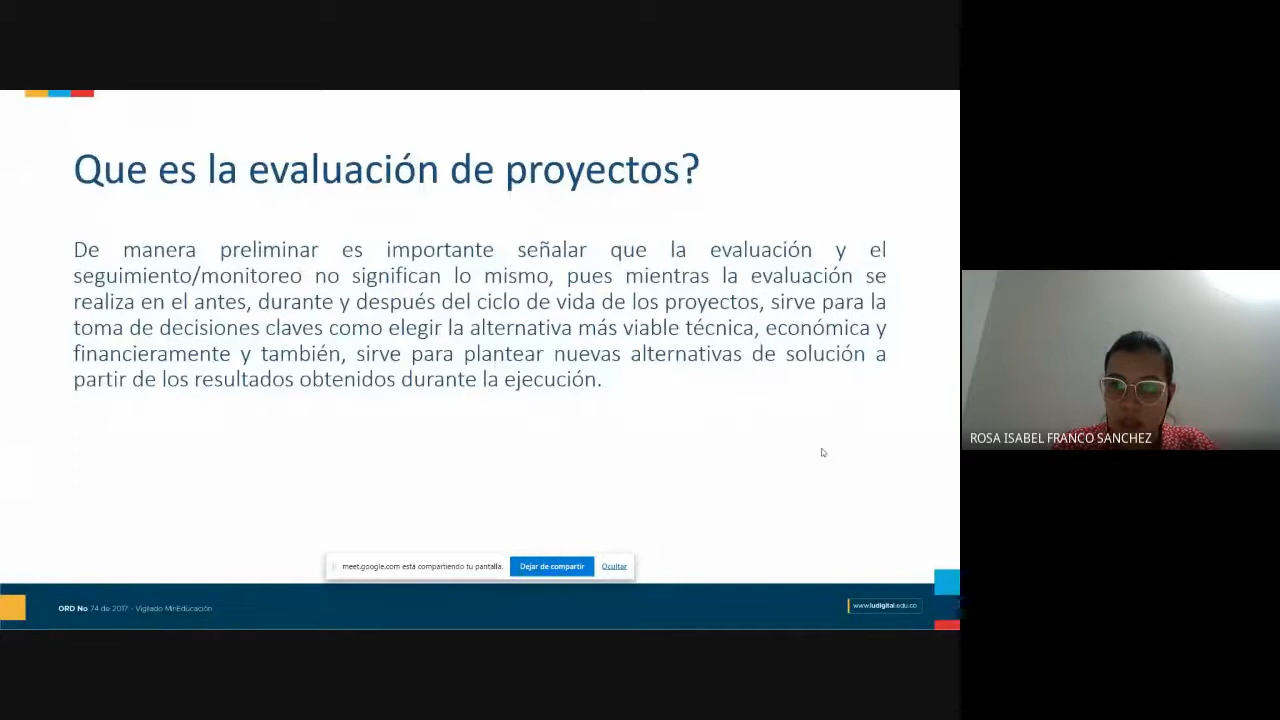 Que es la evaluación de proyectos?
De manera preliminar es importante señalar que la evaluación y el
seguimiento/monitoreo no significan lo mismo, pues mientras la evaluación se
realiza en el antes, durante y después del ciclo de vida de los proyectos, sirve para la
toma de decisiones claves como elegir la alternativa más viable técnica, económica y
financieramente y también, sirve para plantear nuevas alternativas de solución a
partir de los resultados obtenidos durante la ejecución.
ROSA ISABEL FRANCO SANCHEZ
meet.google.com está compartiendo tu pantalla.
Dejar de compartir
Ocultar
ORD No 74 de 2017 - Vigilado MinEducación
www.iudigital.edu.co